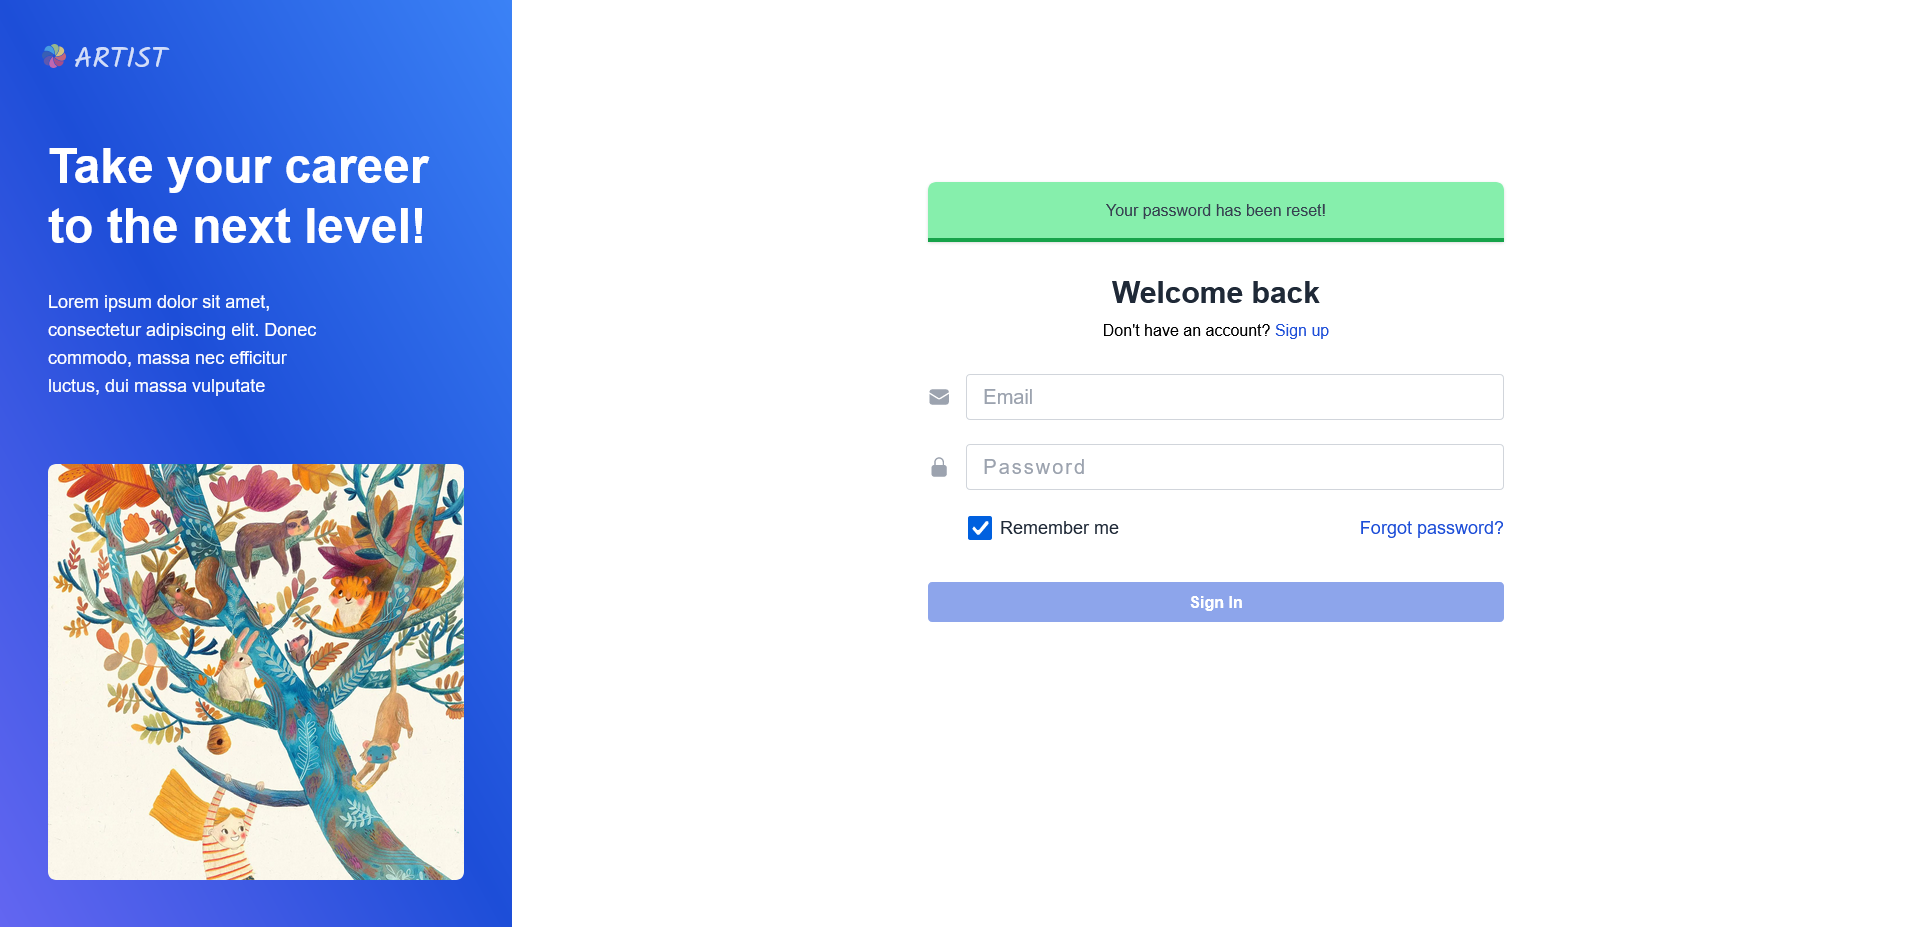 ARTIST
Take your career
to the next level!
Lorem ipsum dolor sit amet,
consectetur adipiscing elit. Donec
commodo, massa nec efficitur
luctus, dui massa vulputate
Your password has been reset!
Welcome back
Don't have an account? Sign up
Email
Password
Remember me
Forgot password?
Sign In